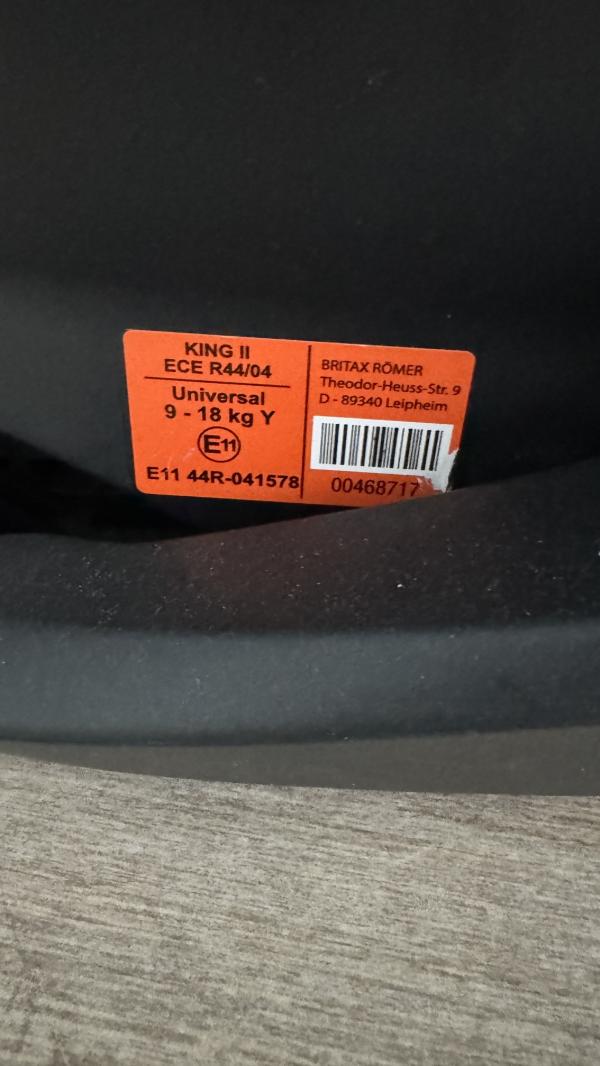 KING II
ECE R44/04
Universal
9 - 18 kg Y
E11
E11 44R-041578
BRITAX RÖMER
Theodor-Heuss-Str. 9
D - 89340 Leipheim
00468717